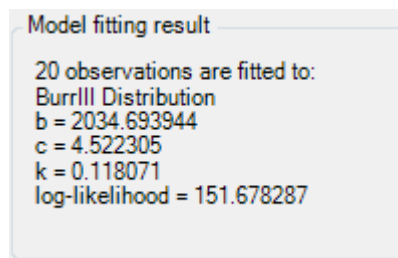 Model fitting result
20 observations are fitted to:
BurrIII Distribution
b = 2034.693944
c = 4.522305
k = 0.118071
log-likelihood = 151.678287